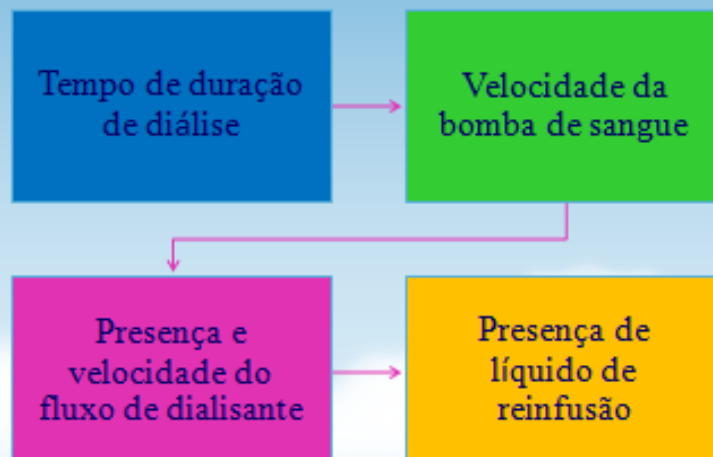 Tempo de duração
de diálise
Velocidade da
bomba de sangue
Presença e
velocidade do
fluxo de dialisante
Presença de
líquido de
reinfusão